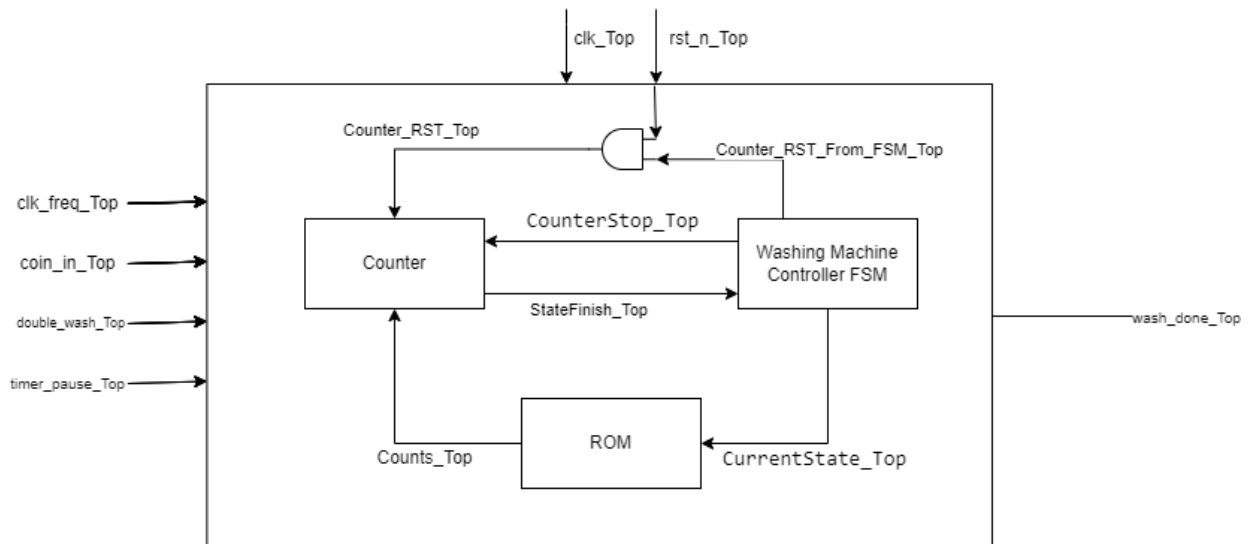 clk_Top
rst_n_Top
Counter_RST_Top
Counter_RST_From_FSM_Top
clk_freq_Top
CounterStop_Top
Counter
Washing Machine
Controller FSM
coin_in_Top
StateFinish_Top
double_wash_Top
wash_done_Top
timer_pause_Top
ROM
Counts_Top
CurrentState_Top